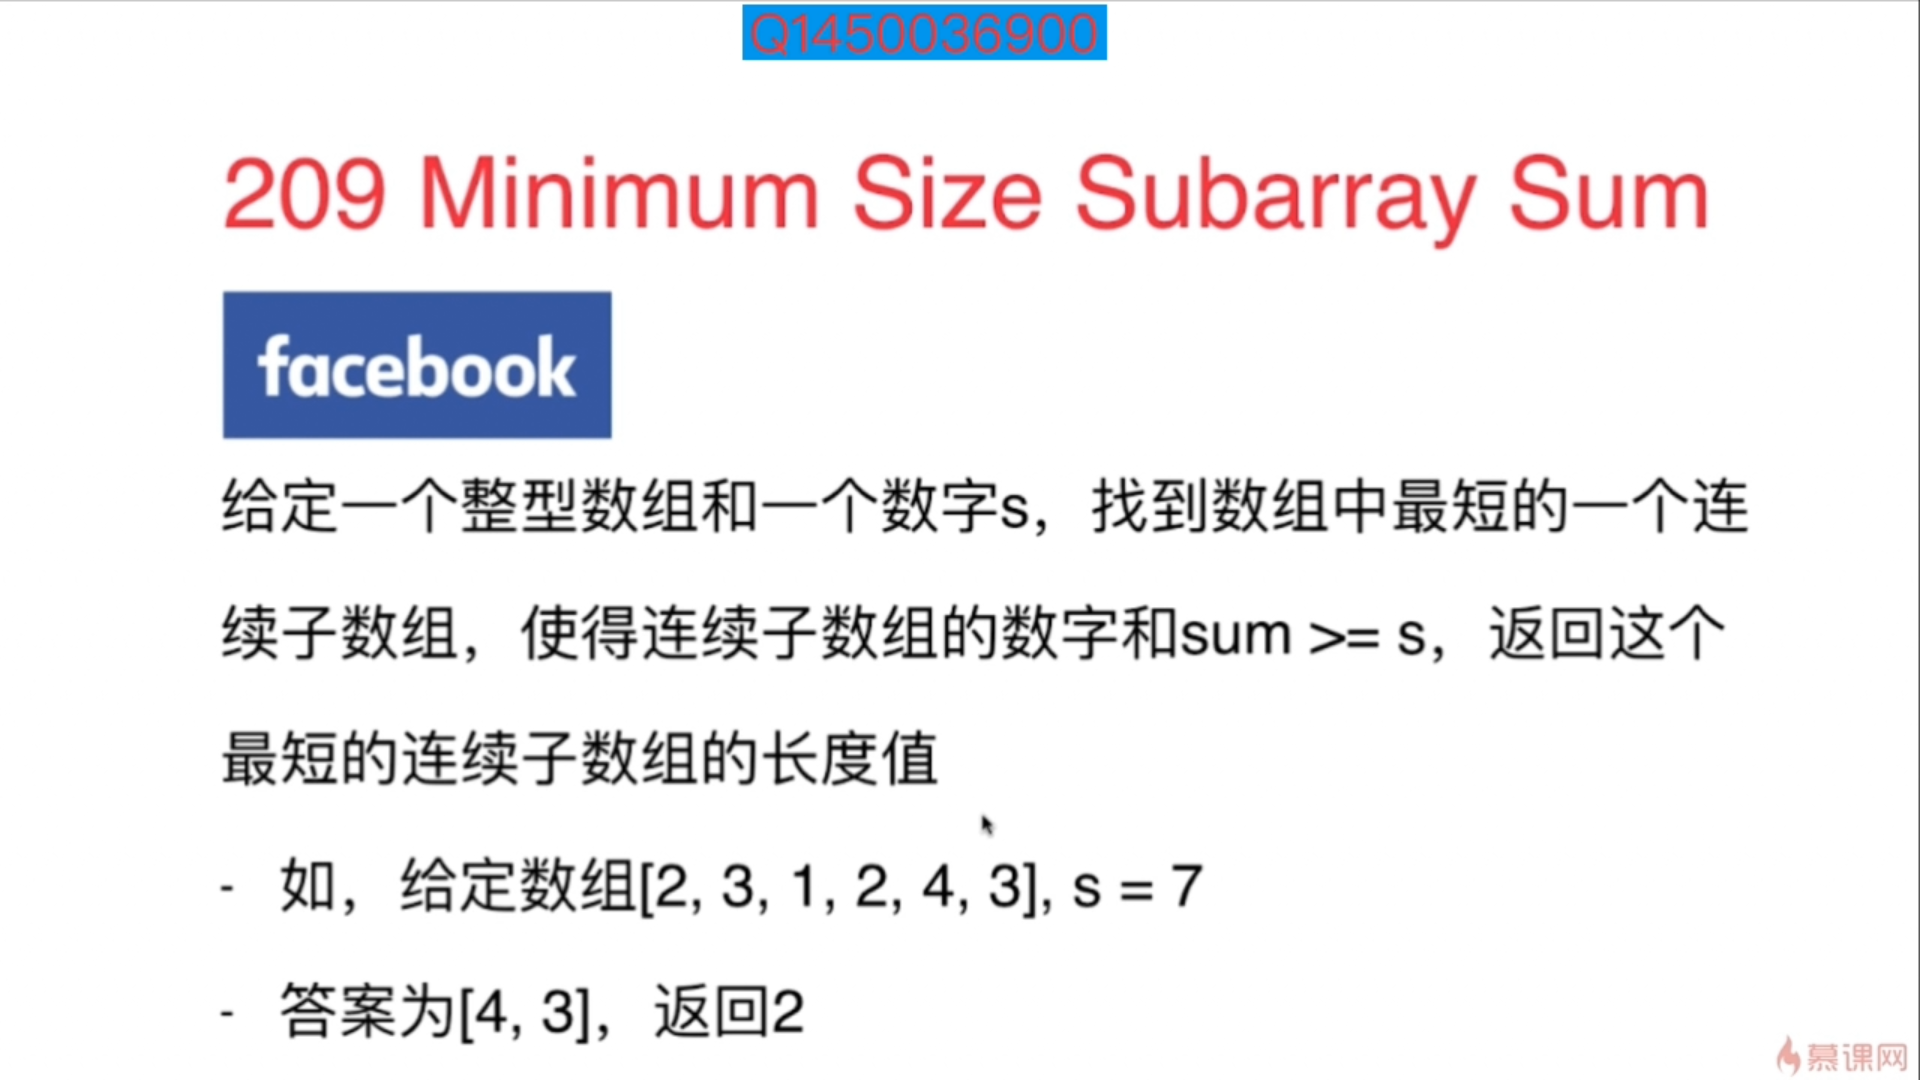 Q1450036900
209 Minimum Size Subarray Sum
facebook
给定一个整型数组和一个数字s，找到数组中最短的一个连
续子数组，使得连续子数组的数字和sum >= s，返回这个
最短的连续子数组的长度值
- 如，给定数组[2, 3, 1, 2, 4, 3], s = 7
- 答案为[4, 3]，返回2
慕课网